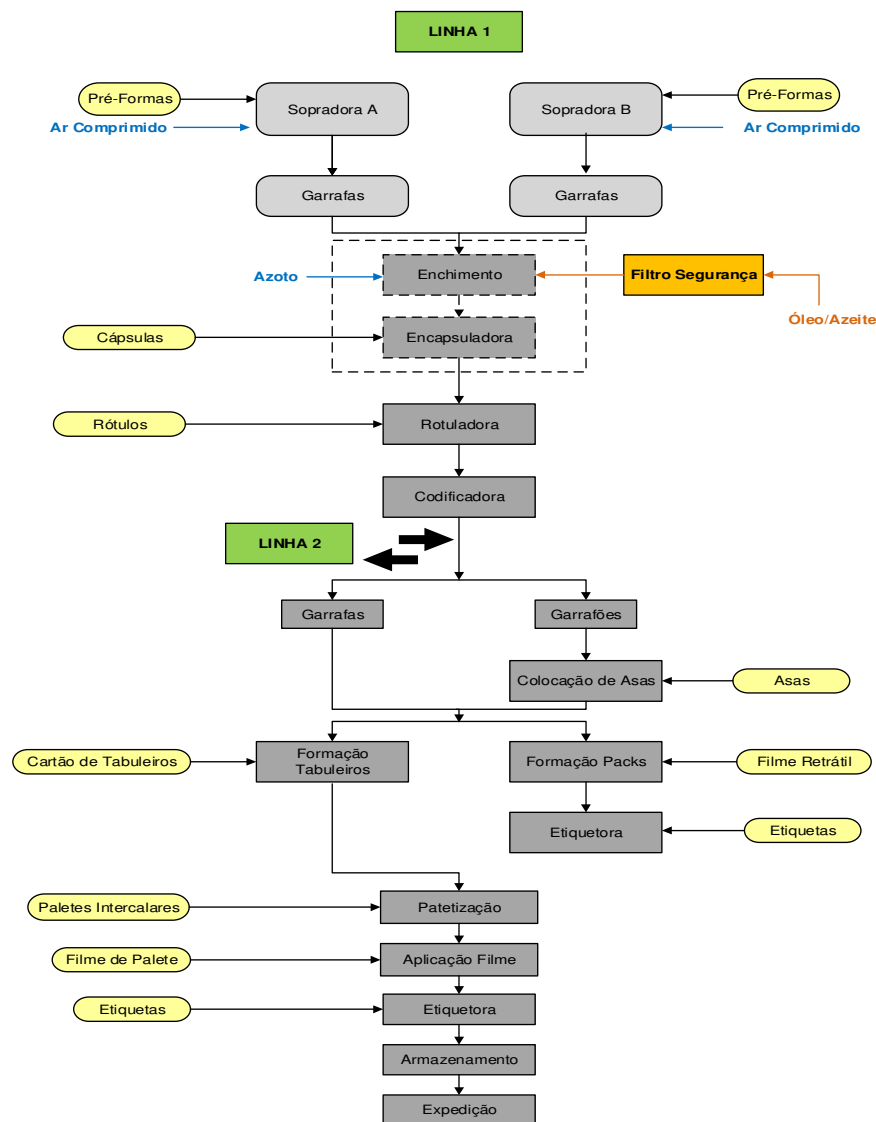 LINHA 1
Pré-Formas
Sopradora A
Sopradora B
Pré-Formas
Ar Comprimido
Ar Comprimido
Garrafas
Garrafas
Azoto
Enchimento
Filtro Segurança
Óleo/Azeite
Cápsulas
Encapsuladora
Rótulos
Rotuladora
Codificadora
LINHA 2
Garrafas
Garrafões
Colocação de Asas
Asas
Cartão de Tabuleiros
Formação
Tabuleiros
Formação Packs
Filme Retrátil
Etiquetora
Etiquetas
Paletes Intercalares
Patetização
Filme de Palete
Aplicação Filme
Etiquetas
Etiquetora
Armazenamento
Expedição